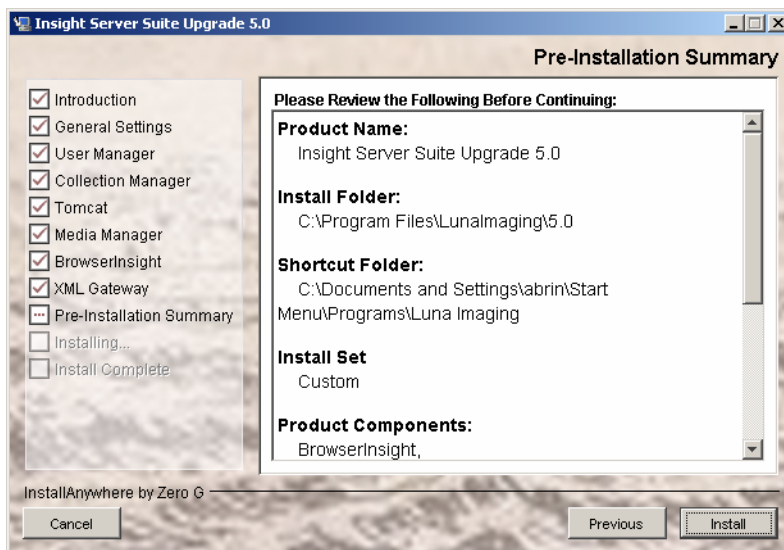 Insight Server Suite Upgrade 5.0
Pre-Installation Summary
Introduction
General Settings
User Manager
Collection Manager
Tomcat
Media Manager
BrowserInsight
XML Gateway
Pre-Installation Summary
Installing...
Install Complete
Please Review the Following Before Continuing:
Product Name:
Insight Server Suite Upgrade 5.0
Install Folder:
C:\Program Files\LunaImaging\5.0
Shortcut Folder:
C:\Documents and Settings\abrin\Start
Menu\Programs\Luna Imaging
Install Set
Custom
Product Components:
BrowserInsight,
InstallAnywhere by Zero G
Cancel
Previous
Install